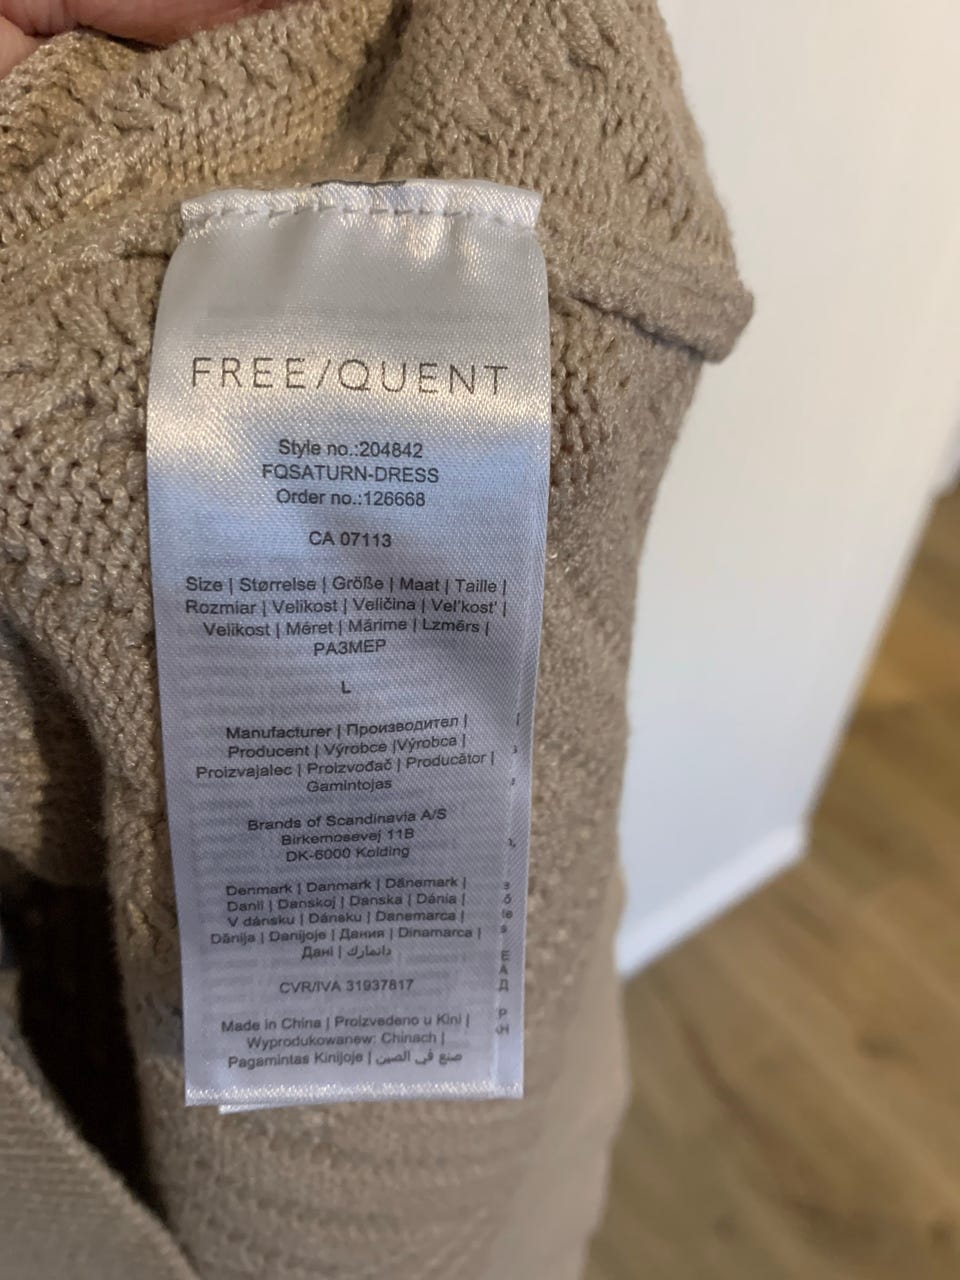 FREE/QUENT
Style no.:204842
FQSATURN-DRESS
Order no.:126668
CA 07113
Size | Størrelse | Größe | Maat | Taille |
Rozmiar | Velikost | Veličina | Vel'kost' |
Velikost | Méret | Mărime | Lzmērs |
РАЗМЕР
L
Manufacturer | Производител |
Producent | Výrobce |Výrobca |
Proizvajalec | Proizvođač | Producător |
Gamintojas
Brands of Scandinavia A/S
Birkemosevej 11B
DK-6000 Kolding
Denmark | Danmark | Dänemark |
Danii | Danskoj | Danska | Dánia |
V dánsku | Dánsku | Danemarca |
Dānija | Danijoje | Дания | Dinamarca |
Данi | دانمارك
CVR/IVA 31937817
Made in China | Proizvedeno u Kini |
Wyprodukowanew: Chinach |
Pagamintas Kinijoje | صنع في الصين